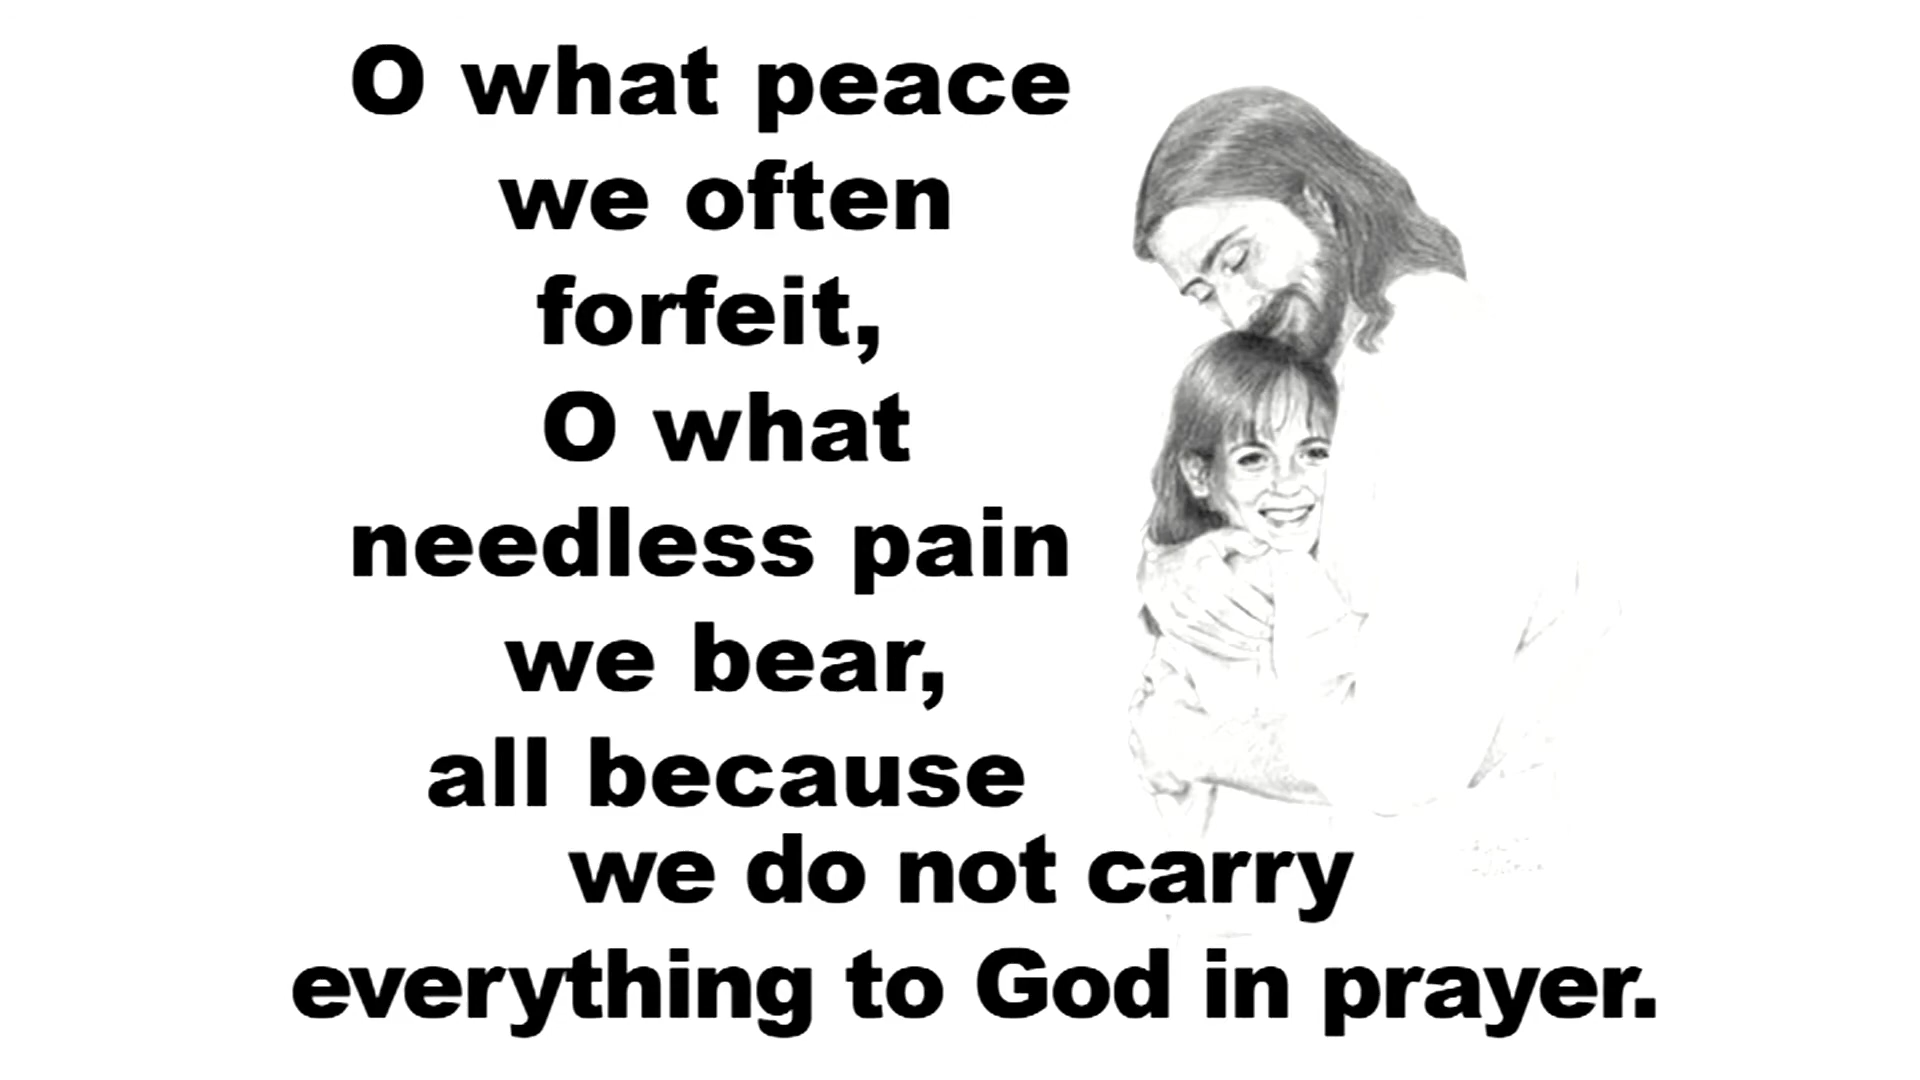 O what peace
we often
forfeit,
O what
needless pain
we bear,
all because
we do not carry
everything to God in prayer.